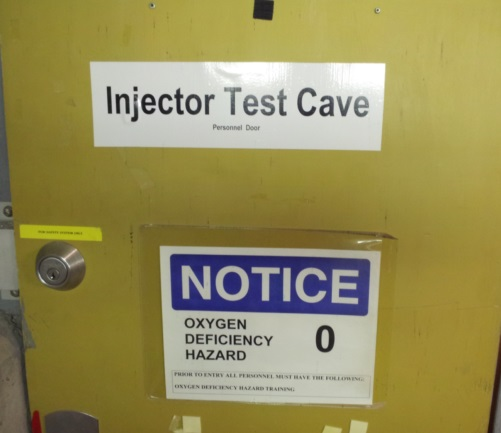 Injector Test Cave
Personnel Door
NOTICE
OXYGEN
DEFICIENCY
HAZARD
0
PRIOR TO ENTRY ALL PERSONNEL MUST HAVE THE FOLLOWING:
OXYGEN DEFICIENCY HAZARD TRAINING